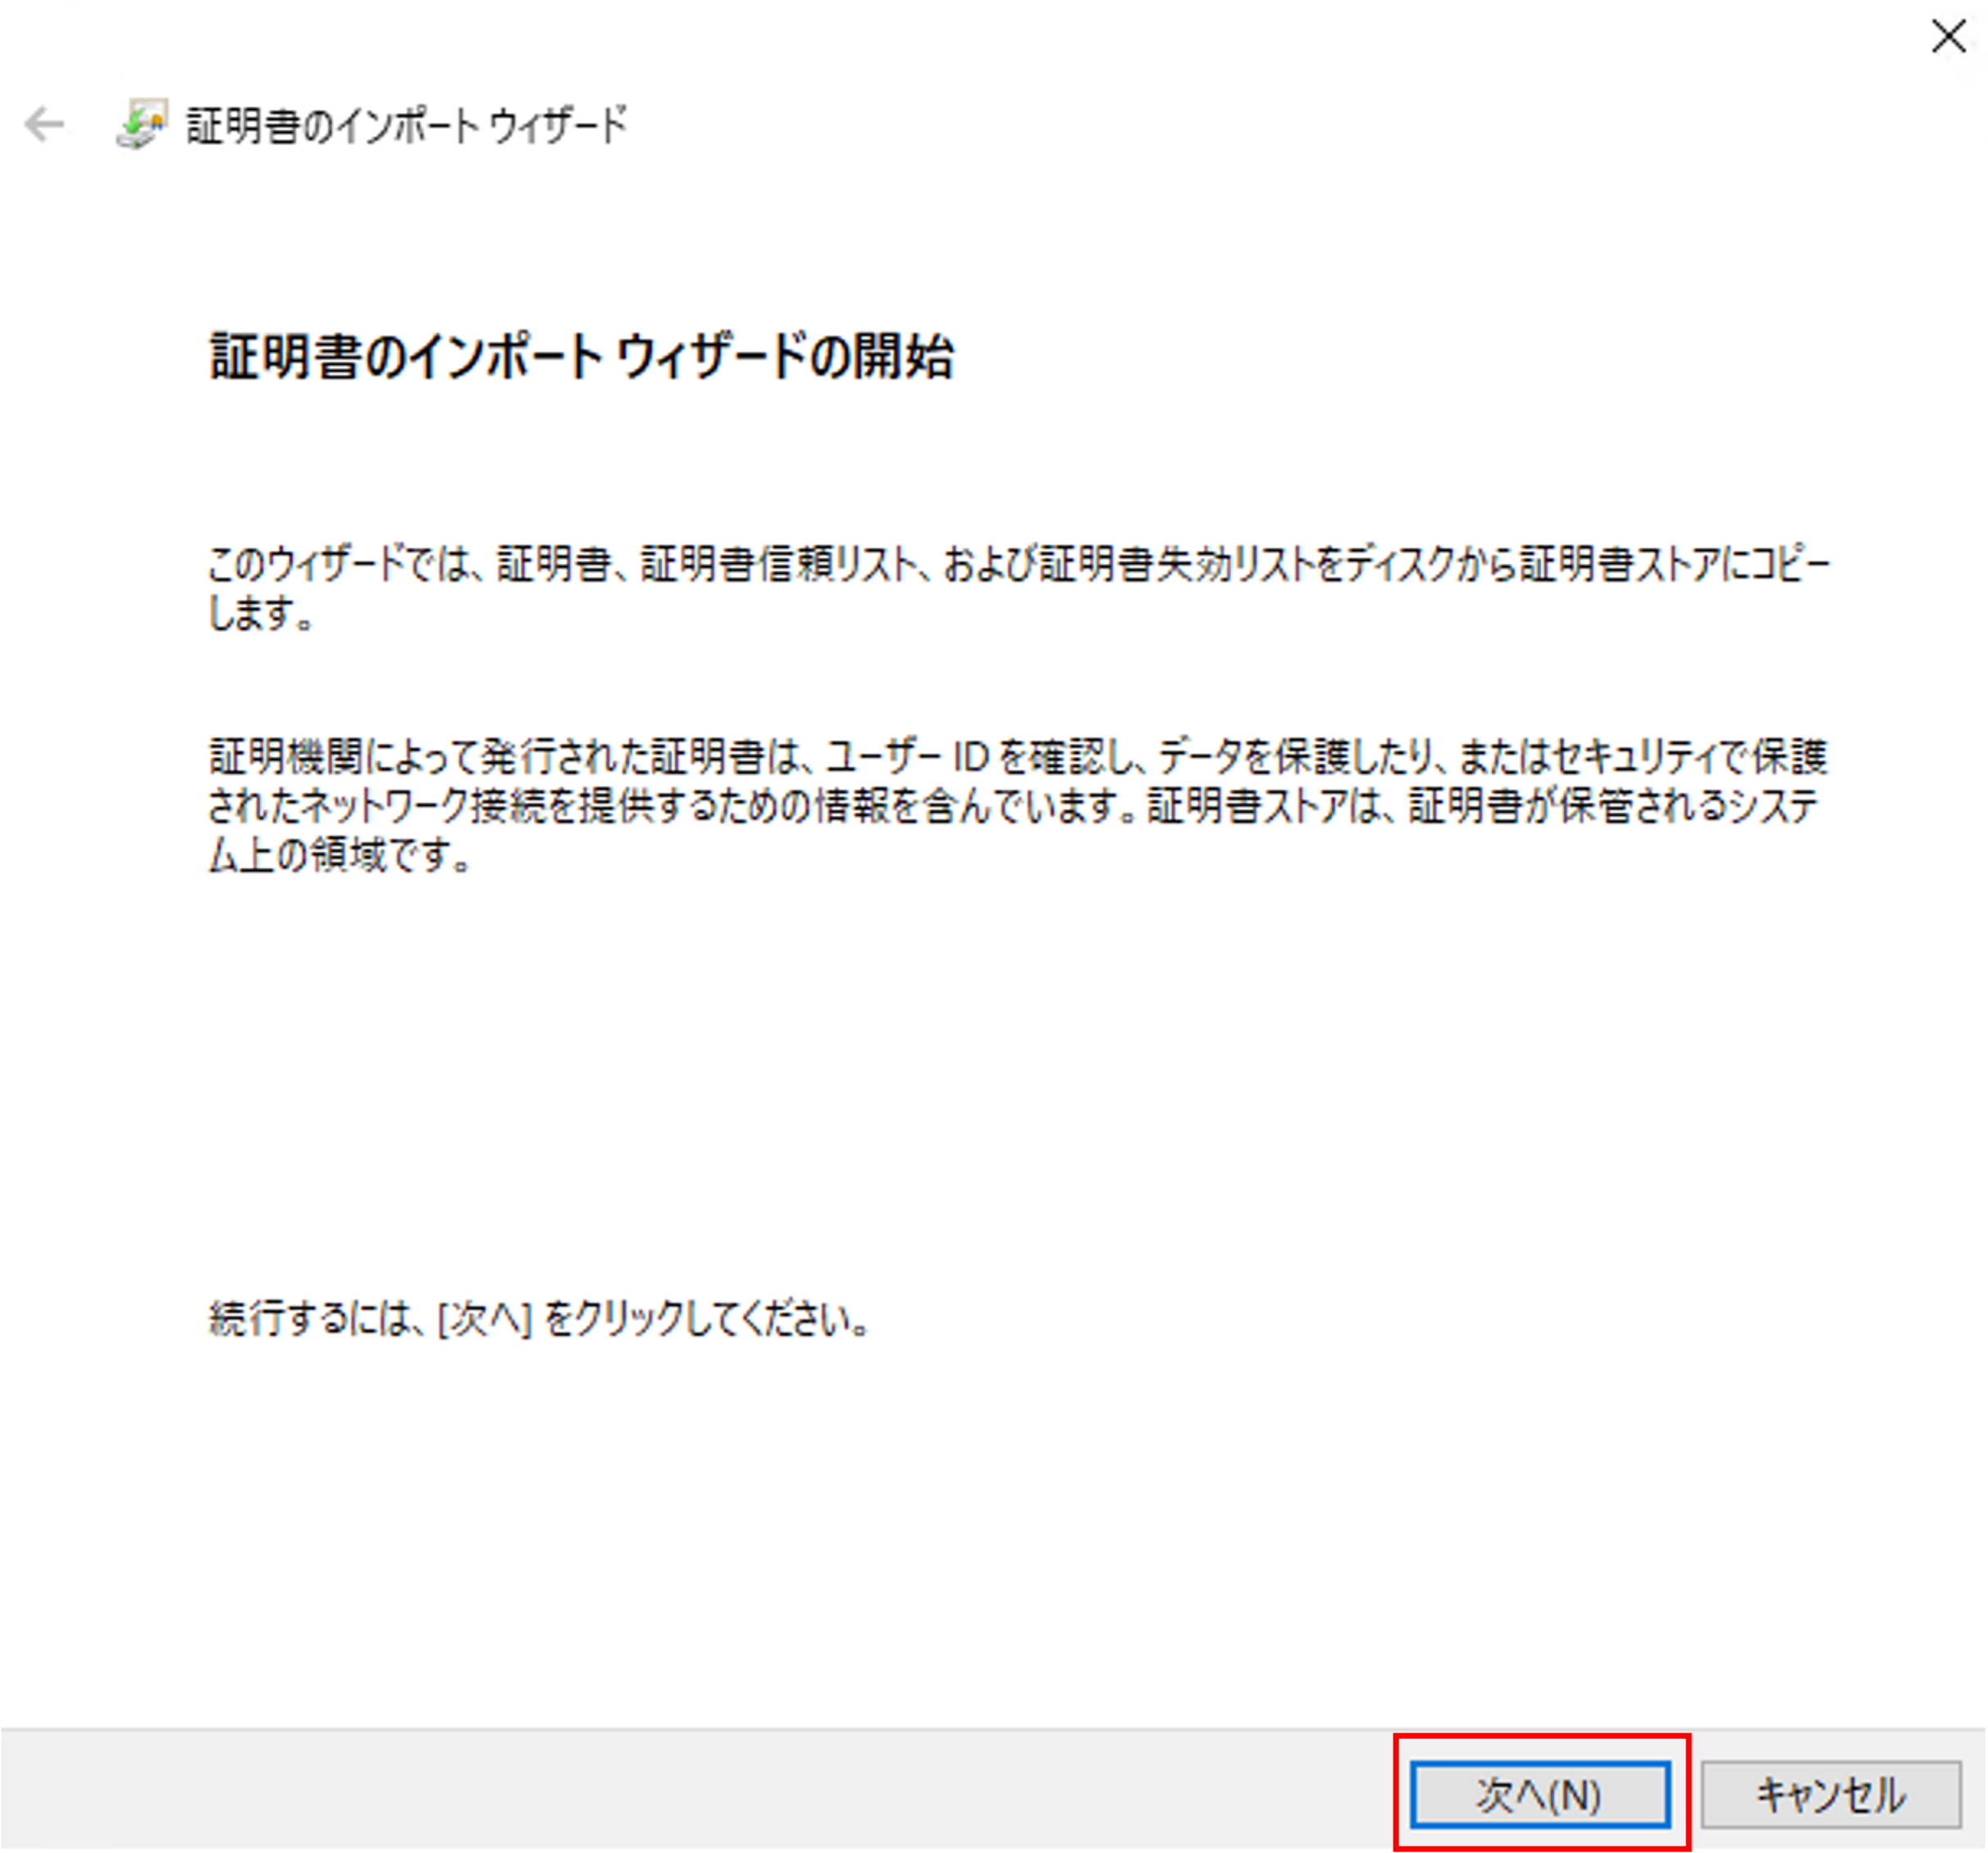 証明書のインポート ウィザード
証明書のインポート ウィザードの開始
このウィザードでは、証明書、証明書信頼リスト、および証明書失効リストをディスクから証明書ストアにコピー
します。
証明機関によって発行された証明書は、ユーザー ID を確認し、データを保護したり、またはセキュリティで保護
されたネットワーク接続を提供するための情報を含んでいます。証明書ストアは、証明書が保管されるシステ
ム上の領域です。
続行するには、[次へ] をクリックしてください。
次へ(N)
キャンセル